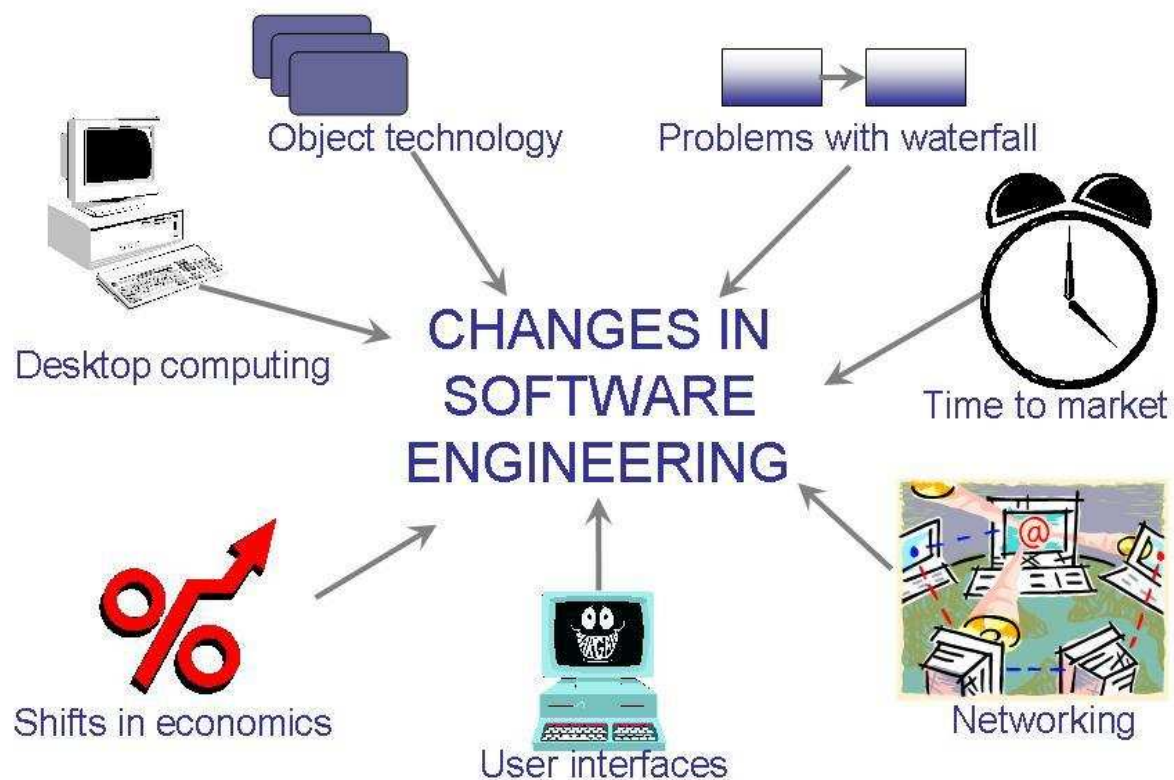 Object technology
Problems with waterfall
Desktop computing
CHANGES IN
SOFTWARE
ENGINEERING
Time to market
@
Shifts in economics
User interfaces
Networking